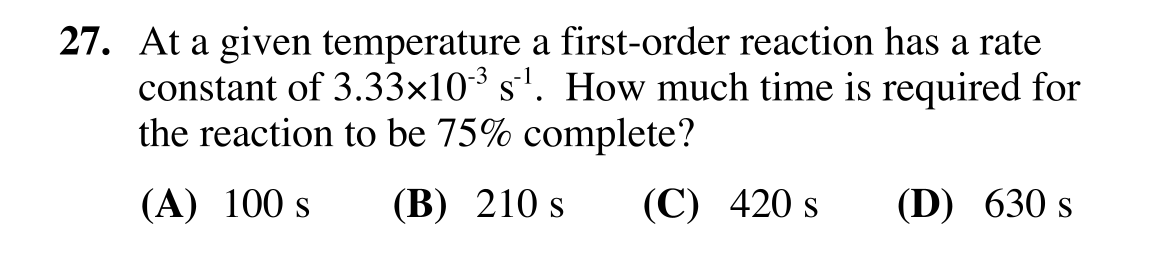 27. At a given temperature a first-order reaction has a rate
constant of 3.33×10⁻³ s⁻¹. How much time is required for
the reaction to be 75% complete?
(A) 100 s (B) 210 s (C) 420 s (D) 630 s